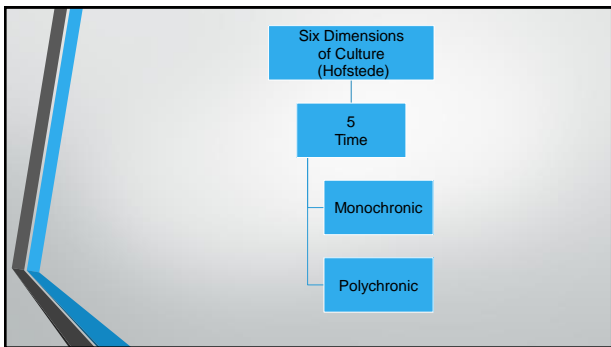 Six Dimensions
of Culture
(Hofstede)
5
Time
Monochronic
Polychronic